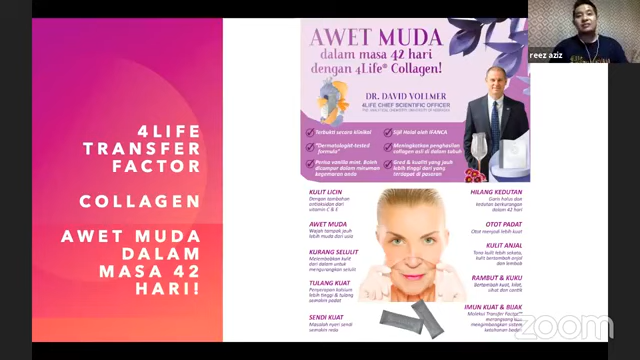 4LIFE
TRANSFER
FACTOR
COLLAGEN
AWET MUDA
DALAM
MASA 42
HARI!
AWET MUDA
dalam masa 42 hari
dengan 4Life® Collagen!
DR. DAVID VOLLMER
4LIFE CHIEF SCIENTIFIC OFFICER
Terbukti secara klinikal
"Dermatologist-tested
formula"
Perisa vanilla mint. Boleh
dicampur dalam minuman
kegemaran anda
Sijil Halal oleh IFANCA
Meningkatkan penghasilan
collagen asli di dalam tubuh
Gred & kualiti yang jauh
lebih tinggi dari yang
terdapat di pasaran
KULIT LICIN
Dengan tambahan
antioksidan dari
vitamin C & E
AWET MUDA
Wajah tampak jauh
lebih muda dari usia
KURANG SELULIT
Melembabkan kulit
dari dalam untuk
mengurangkan selulit
TULANG KUAT
Penyerapan kalsium
lebih tinggi & tulang
semakin padat
SENDI KUAT
Masalah nyeri sendi
semakin reda
HILANG KEDUTAN
Garis halus dan
kedutan berkurangan
dalam 42 hari
OTOT PADAT
Otot menjadi lebih kuat
KULIT ANJAL
Tona kulit lebih sekata,
kulit bertambah anjal
dan lembab
RAMBUT & KUKU
Bertambah kuat, kilat,
sihat dan cantik
IMUN KUAT & BIJAK
Molekul Transfer Factor
merangsang dan
sistem
reez aziz
zoom